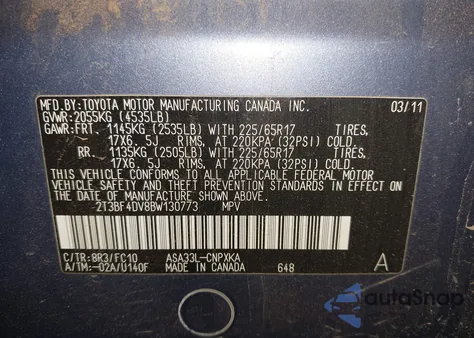 MFD.BY:TOYOTA MOTOR MANUFACTURING CANADA INC. 03/11
GVWR:2055KG (4535LB)
GAWR:FRT. 1145KG (2535LB) WITH 225/65R17 TIRES,
17X6. 5J RIMS, AT 220KPA (32PSI) COLD.
RR. 1135KG (2505LB) WITH 225/65R17 TIRES,
17X6. 5J RIMS, AT 220KPA (32PSI) COLD.
THIS VEHICLE CONFORMS TO ALL APPLICABLE FEDERAL MOTOR
VEHICLE SAFETY AND BUMPER STANDARDS IN EFFECT ON THE
DATE OF MANUFACTURE SHOWN ABOVE.
2T3BF4DV8BW130773 MPV
C/TR:8R3/FC10 ASA33L-CNPXKA
A/TM:-02A/U140F MADE IN CANADA 648 A
autaSnap